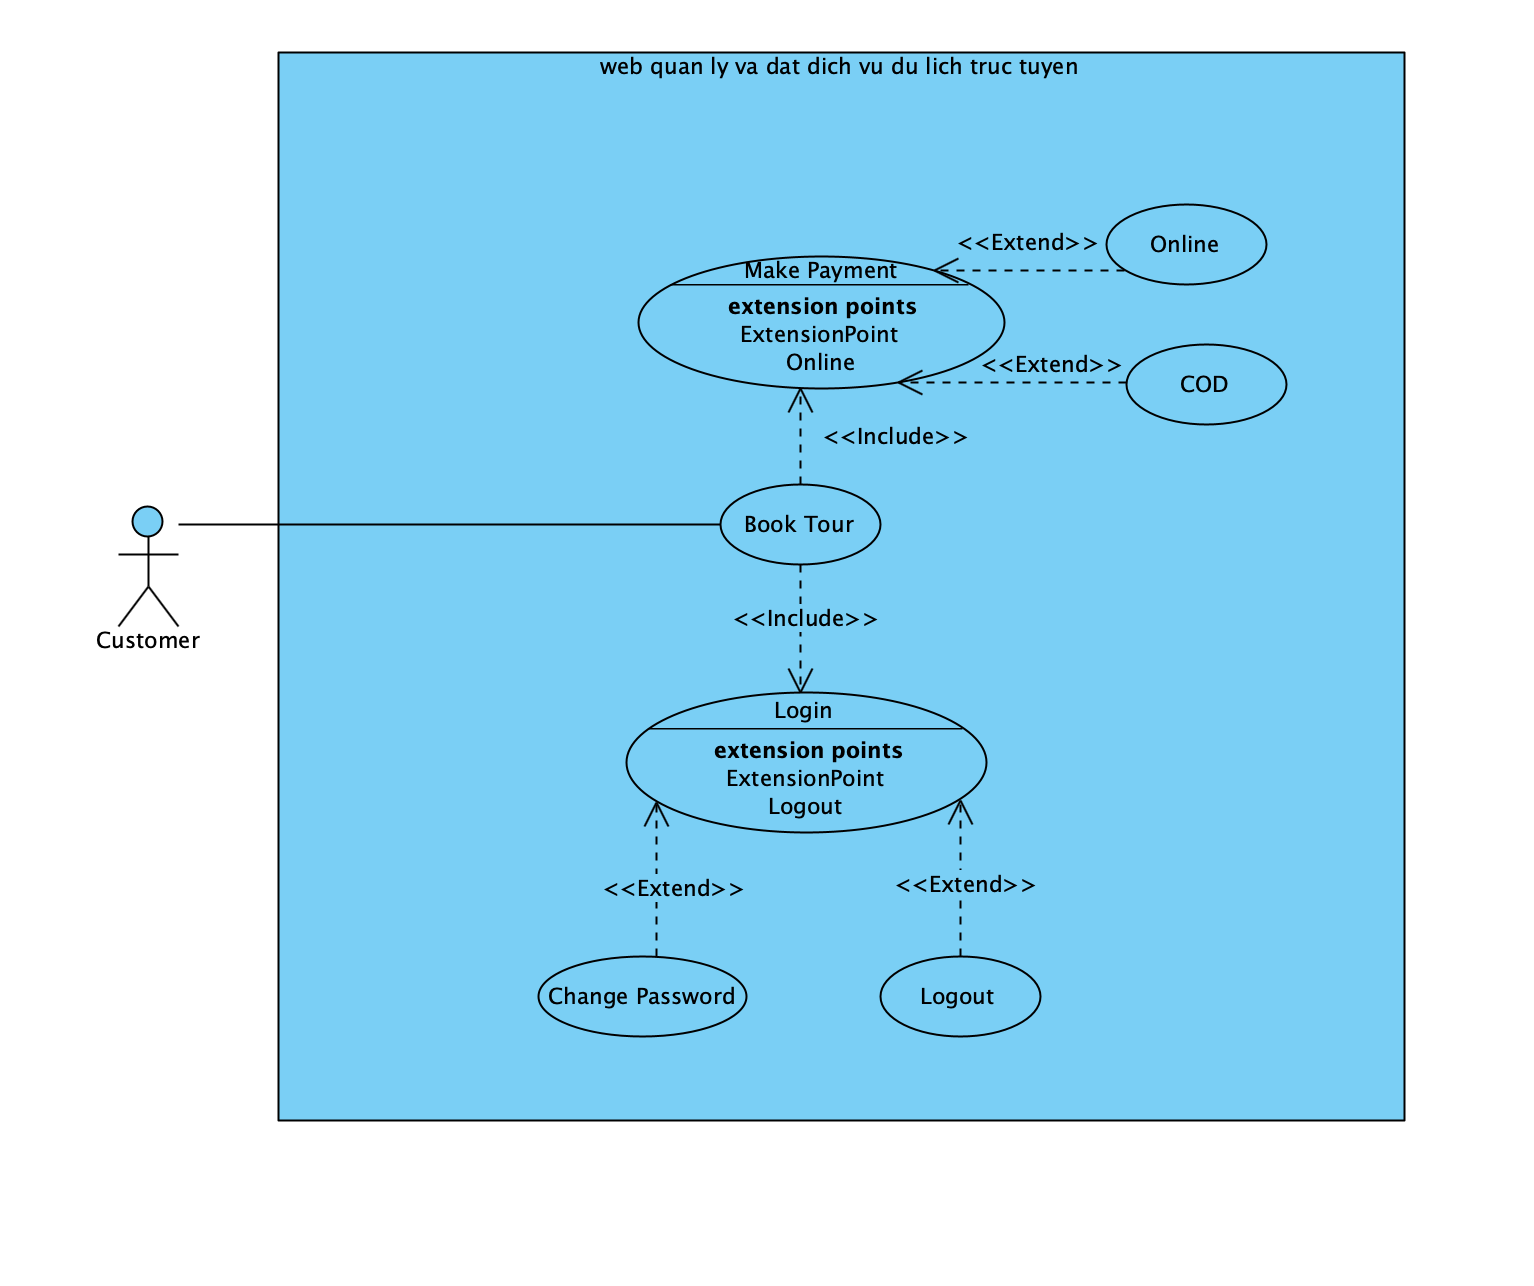 web quan ly va dat dich vu du lich truc tuyen
<<Extend>>
Online
Make Payment
extension points
ExtensionPoint
Online
<<Extend>>
COD
<<Include>>
Book Tour
Customer
<<Include>>
Login
extension points
ExtensionPoint
Logout
<<Extend>>
<<Extend>>
Change Password
Logout